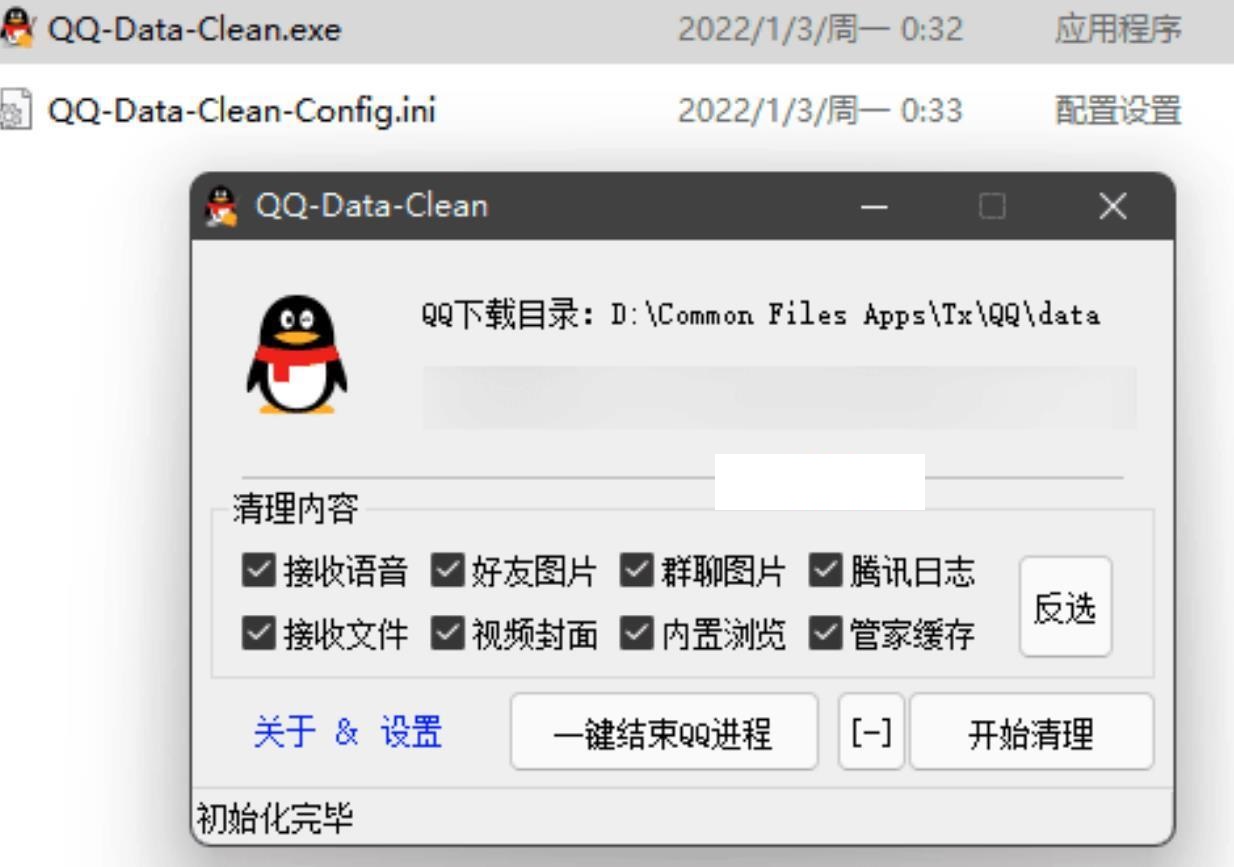 QQ-Data-Clean.exe 2022/1/3/周一 0:32 应用程序
QQ-Data-Clean-Config.ini 2022/1/3/周一 0:33 配置设置
QQ-Data-Clean
QQ下载目录: D:\Common Files Apps\Tx\QQ\data
清理内容
接收语音 好友图片 群聊图片 腾讯日志
反选
接收文件 视频封面 内置浏览 管家缓存
关于 & 设置 一键结束QQ进程 [-] 开始清理
初始化完毕